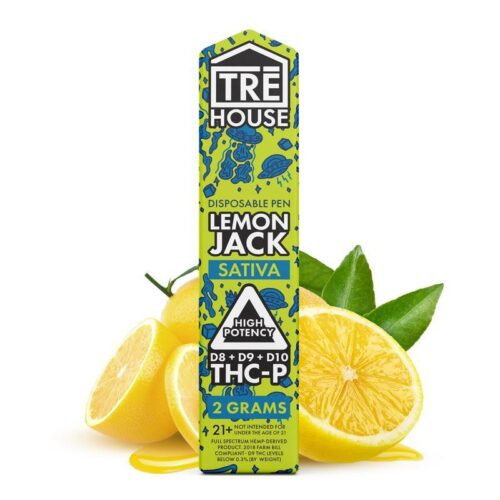 TRĒ
HOUSE
DISPOSABLE PEN
LEMON
JACK
SATIVA
HIGH
POTENCY
D8 + D9 + D10
THC-P
2 GRAMS
21+ NOT INTENDED FOR
UNDER THE AGE OF 21
FULL SPECTRUM HEMP-DERIVED
PRODUCT. 2018 FARM BILL
COMPLIANT - D9 THC LEVELS
BELOW 0.3% (BY WEIGHT)